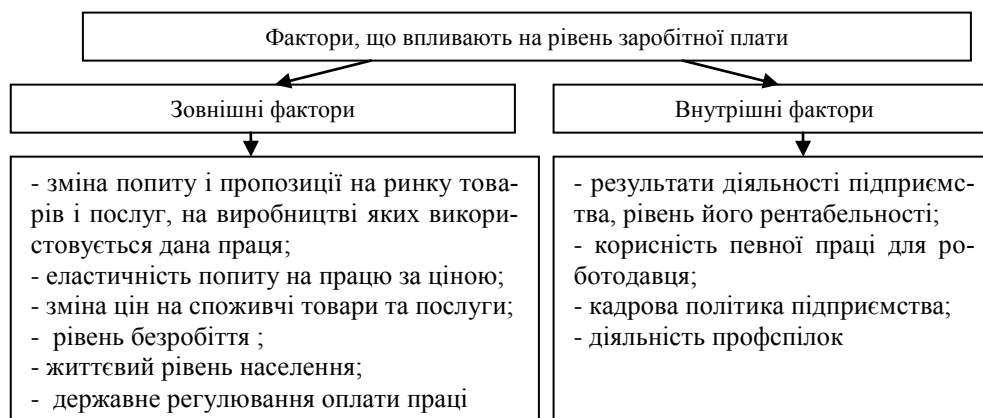 Фактори, що впливають на рівень заробітної плати
Зовнішні фактори
- зміна попиту і пропозиції на ринку това-
рів і послуг, на виробництві яких викори-
стовується дана праця;
- еластичність попиту на працю за ціною;
- зміна цін на споживчі товари та послуги;
- рівень безробіття ;
- життєвий рівень населення;
- державне регулювання оплати праці
Внутрішні фактори
- результати діяльності підприємс-
тва, рівень його рентабельності;
- корисність певної праці для ро-
ботодавця;
- кадрова політика підприємства;
- діяльність профспілок